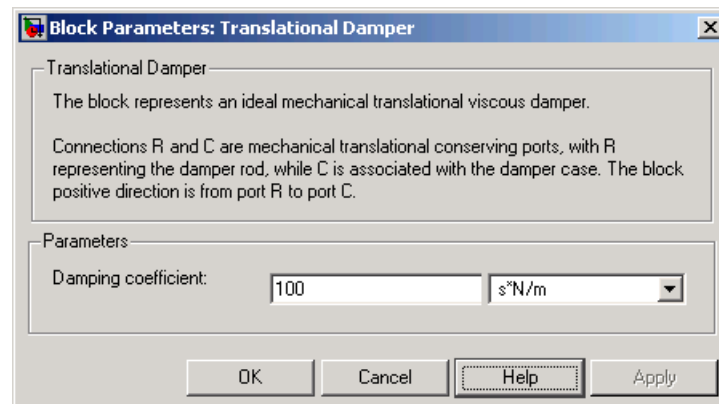 Block Parameters: Translational Damper
Translational Damper
The block represents an ideal mechanical translational viscous damper.
Connections R and C are mechanical translational conserving ports, with R
representing the damper rod, while C is associated with the damper case. The block
positive direction is from port R to port C.
Parameters
Damping coefficient: 100 s*N/m
OK Cancel Help Apply